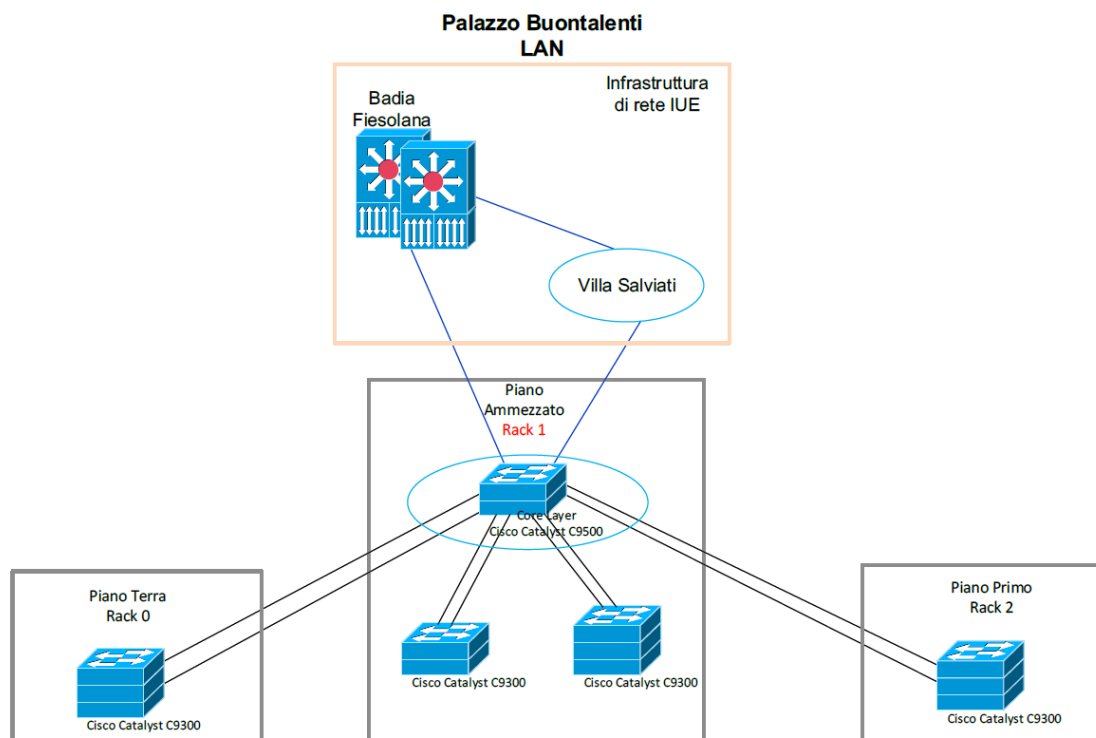 Palazzo Buontalenti
LAN
Infrastruttura
di rete IUE
Badia
Fiesolana
Villa Salviati
Piano
Ammezzato
Rack 1
Core Layer
Cisco Catalyst C9500
Piano Terra
Rack 0
Cisco Catalyst C9300
Cisco Catalyst C9300
Cisco Catalyst C9300
Piano Primo
Rack 2
Cisco Catalyst C9300